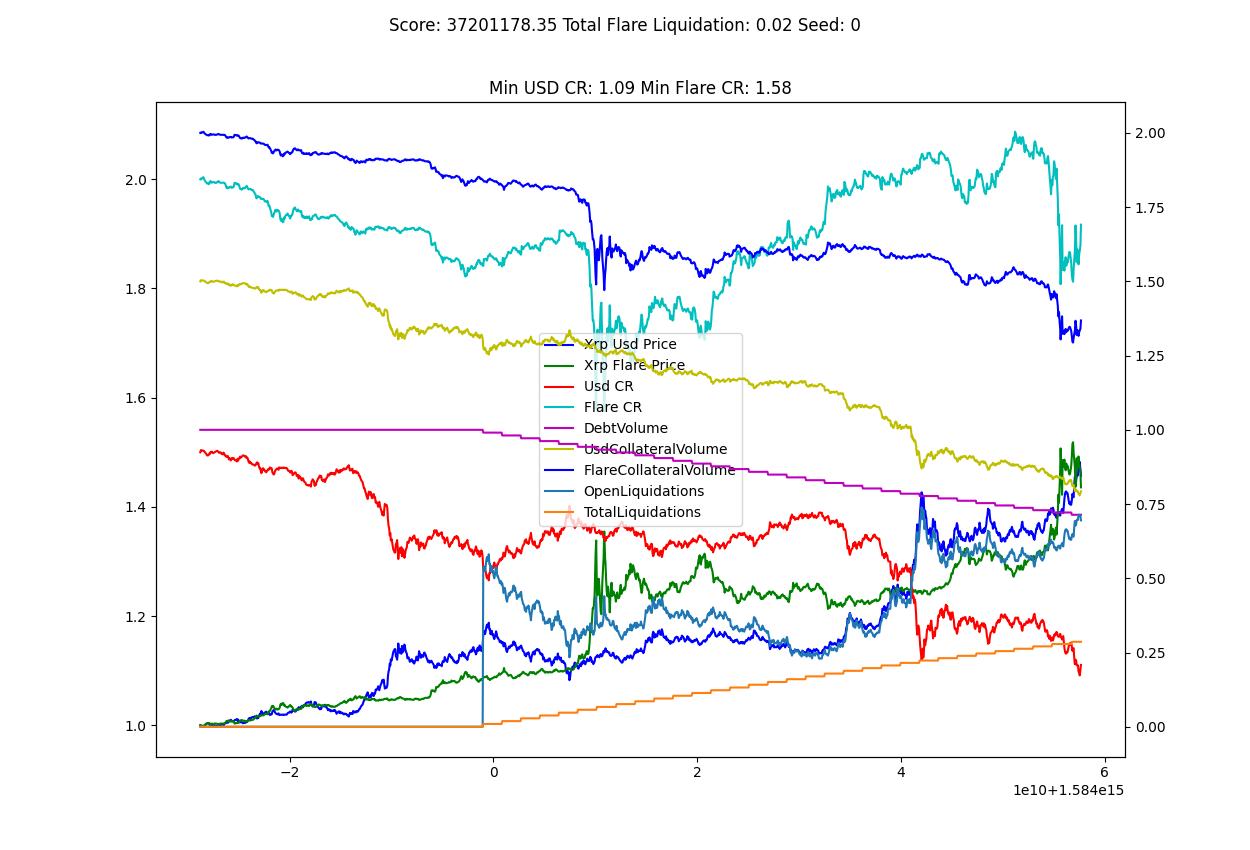 Score: 37201178.35 Total Flare Liquidation: 0.02 Seed: 0
Min USD CR: 1.09 Min Flare CR: 1.58
2.0
1.8
1.6
1.4
1.2
1.0
2.00
1.75
1.50
1.25
1.00
0.75
0.50
0.25
0.00
Xrp Usd Price
Xrp Flare Price
Usd CR
Flare CR
DebtVolume
UsdCollateralVolume
FlareCollateralVolume
OpenLiquidations
TotalLiquidations
−2 0 2 4 6
1e10+1.584e15